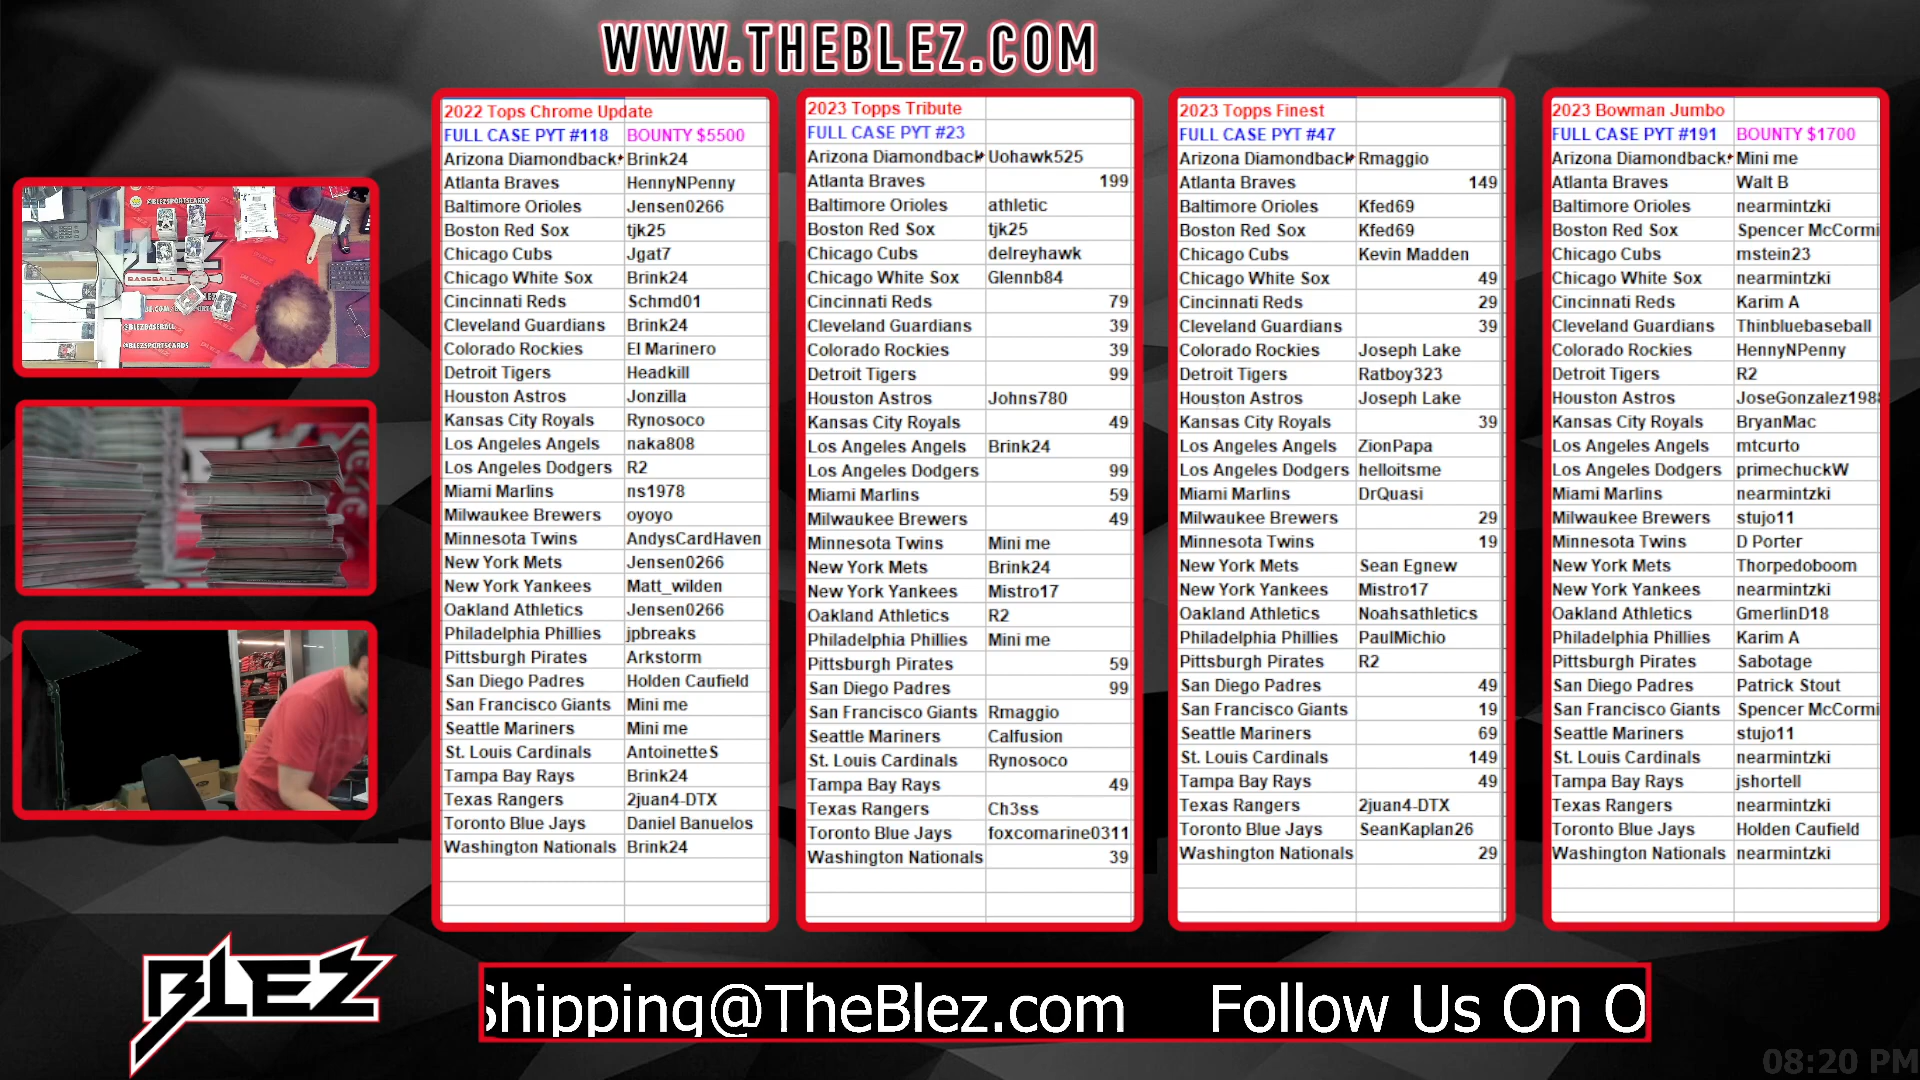 WWW.THEBLEZ.COM
2022 Tops Chrome Update
FULL CASE PYT #118 BOUNTY $5500
Arizona Diamondback Brink24
Atlanta Braves HennyNPenny
Baltimore Orioles Jensen0266
Boston Red Sox tjk25
Chicago Cubs Jgat7
Chicago White Sox Brink24
Cincinnati Reds Schmd01
Cleveland Guardians Brink24
Colorado Rockies El Marinero
Detroit Tigers Headkill
Houston Astros Jonzilla
Kansas City Royals Rynosoco
Los Angeles Angels naka808
Los Angeles Dodgers R2
Miami Marlins ns1978
Milwaukee Brewers oyoyo
Minnesota Twins AndysCardHaven
New York Mets Jensen0266
New York Yankees Matt_wilden
Oakland Athletics Jensen0266
Philadelphia Phillies jpbreaks
Pittsburgh Pirates Arkstorm
San Diego Padres Holden Caufield
San Francisco Giants Mini me
Seattle Mariners Mini me
St. Louis Cardinals AntoinetteS
Tampa Bay Rays Brink24
Texas Rangers 2juan4-DTX
Toronto Blue Jays Daniel Banuelos
Washington Nationals Brink24
2023 Topps Tribute
FULL CASE PYT #23
Arizona Diamondback Uohawk525
Atlanta Braves 199
Baltimore Orioles athletic
Boston Red Sox tjk25
Chicago Cubs delreyhawk
Chicago White Sox Glennb84
Cincinnati Reds 79
Cleveland Guardians 39
Colorado Rockies 39
Detroit Tigers 99
Houston Astros Johns780
Kansas City Royals 49
Los Angeles Angels Brink24
Los Angeles Dodgers 99
Miami Marlins 59
Milwaukee Brewers 49
Minnesota Twins Mini me
New York Mets Brink24
New York Yankees Mistro17
Oakland Athletics R2
Philadelphia Phillies Mini me
Pittsburgh Pirates 59
San Diego Padres 99
San Francisco Giants Rmaggio
Seattle Mariners Calfusion
St. Louis Cardinals Rynosoco
Tampa Bay Rays 49
Texas Rangers Ch3ss
Toronto Blue Jays foxcomarine0311
Washington Nationals 39
2023 Topps Finest
FULL CASE PYT #47
Arizona Diamondback Rmaggio
Atlanta Braves 149
Baltimore Orioles Kfed69
Boston Red Sox Kfed69
Chicago Cubs Kevin Madden
Chicago White Sox 49
Cincinnati Reds 29
Cleveland Guardians 39
Colorado Rockies Joseph Lake
Detroit Tigers Ratboy323
Houston Astros Joseph Lake
Kansas City Royals 39
Los Angeles Angels ZionPapa
Los Angeles Dodgers helloitsme
Miami Marlins DrQuasi
Milwaukee Brewers 29
Minnesota Twins 19
New York Mets Sean Egnew
New York Yankees Mistro17
Oakland Athletics Noahsathletics
Philadelphia Phillies PaulMichio
Pittsburgh Pirates R2
San Diego Padres 49
San Francisco Giants 19
Seattle Mariners 69
St. Louis Cardinals 149
Tampa Bay Rays 49
Texas Rangers 2juan4-DTX
Toronto Blue Jays SeanKaplan26
Washington Nationals 29
2023 Bowman Jumbo
FULL CASE PYT #191 BOUNTY $1700
Arizona Diamondback Mini me
Atlanta Braves Walt B
Baltimore Orioles nearmintzki
Boston Red Sox Spencer McCormi
Chicago Cubs mstein23
Chicago White Sox nearmintzki
Cincinnati Reds Karim A
Cleveland Guardians Thinbluebaseball
Colorado Rockies HennyNPenny
Detroit Tigers R2
Houston Astros JoseGonzalez198
Kansas City Royals BryanMac
Los Angeles Angels mtcurto
Los Angeles Dodgers primechuckW
Miami Marlins nearmintzki
Milwaukee Brewers stujo11
Minnesota Twins D Porter
New York Mets Thorpedoboom
New York Yankees nearmintzki
Oakland Athletics GmerlinD18
Philadelphia Phillies Karim A
Pittsburgh Pirates Sabotage
San Diego Padres Patrick Stout
San Francisco Giants Spencer McCormi
Seattle Mariners stujo11
St. Louis Cardinals nearmintzki
Tampa Bay Rays jshortell
Texas Rangers nearmintzki
Toronto Blue Jays Holden Caufield
Washington Nationals nearmintzki
@BLEZSPORTSCARDS
BASEBALL
@BLEZBASEBALL
@BLEZSPORTSCARDS
BLEZ
Shipping@TheBlez.com Follow Us On O
08:20 PM